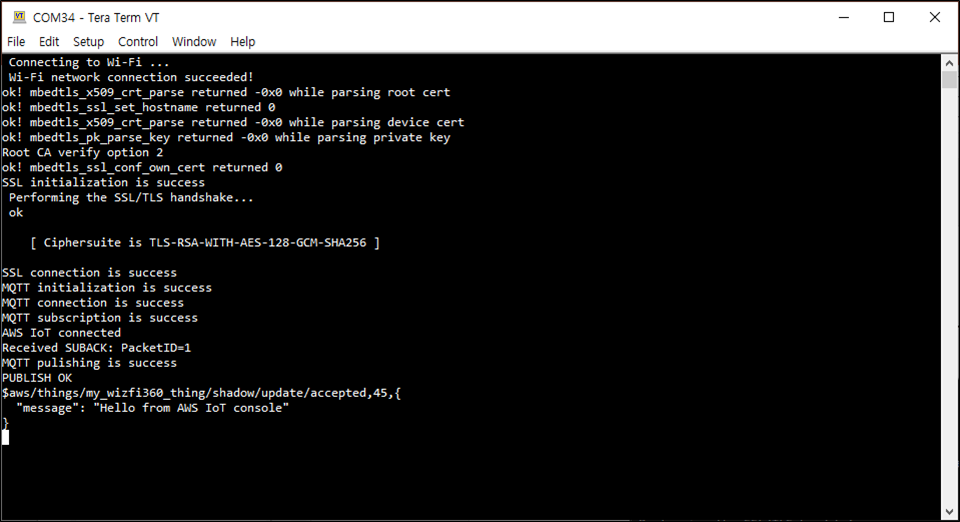 COM34 - Tera Term VT
File Edit Setup Control Window Help
Connecting to Wi-Fi ...
Wi-Fi network connection succeeded!
ok! mbedtls_x509_crt_parse returned -0x0 while parsing root cert
ok! mbedtls_ssl_set_hostname returned 0
ok! mbedtls_x509_crt_parse returned -0x0 while parsing device cert
ok! mbedtls_pk_parse_key returned -0x0 while parsing private key
Root CA verify option 2
ok! mbedtls_ssl_conf_own_cert returned 0
SSL initialization is success
Performing the SSL/TLS handshake...
ok
[ Ciphersuite is TLS-RSA-WITH-AES-128-GCM-SHA256 ]
SSL connection is success
MQTT initialization is success
MQTT connection is success
MQTT subscription is success
AWS IoT connected
Received SUBACK: PacketID=1
MQTT pulishing is success
PUBLISH OK
$aws/things/my_wizfi360_thing/shadow/update/accepted,45,{
"message": "Hello from AWS IoT console"
}